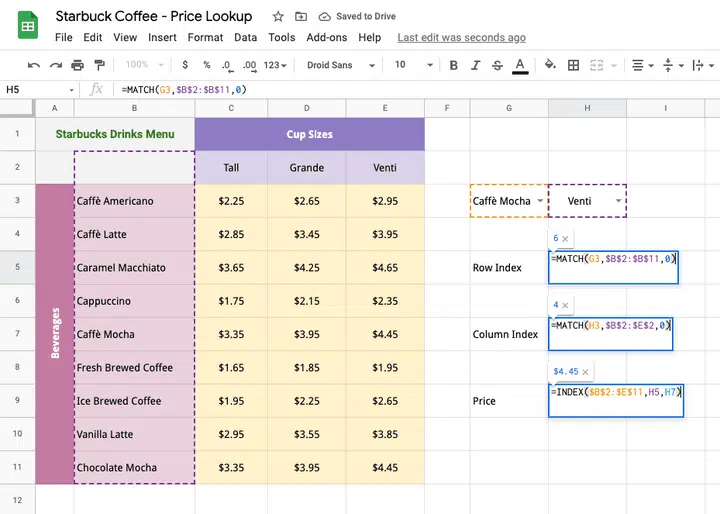 Starbuck Coffee - Price Lookup Saved to Drive
File Edit View Insert Format Data Tools Add-ons Help Last edit was seconds ago
100% $ % .0 .00 123 Droid Sans 10 B I S A
H5 fx =MATCH(G3,$B$2:$B$11,0)
A B C D E F G H I
1 Starbucks Drinks Menu Cup Sizes
2 Tall Grande Venti
3 Caffè Americano $2.25 $2.65 $2.95 Caffè Mocha Venti
4 Caffè Latte $2.85 $3.45 $3.95 6 ×
5 Caramel Macchiato $3.65 $4.25 $4.65 Row Index =MATCH(G3,$B$2:$B$11,0)
6 Cappuccino $1.75 $2.15 $2.35 4 ×
7 Caffè Mocha $3.35 $3.95 $4.45 Column Index =MATCH(H3,$B$2:$E$2,0)
Beverages
8 Fresh Brewed Coffee $1.65 $1.85 $1.95 $4.45 ×
9 Ice Brewed Coffee $1.95 $2.25 $2.65 Price =INDEX($B$2:$E$11,H5,H7)
10 Vanilla Latte $2.95 $3.55 $3.85
11 Chocolate Mocha $3.35 $3.95 $4.45
12